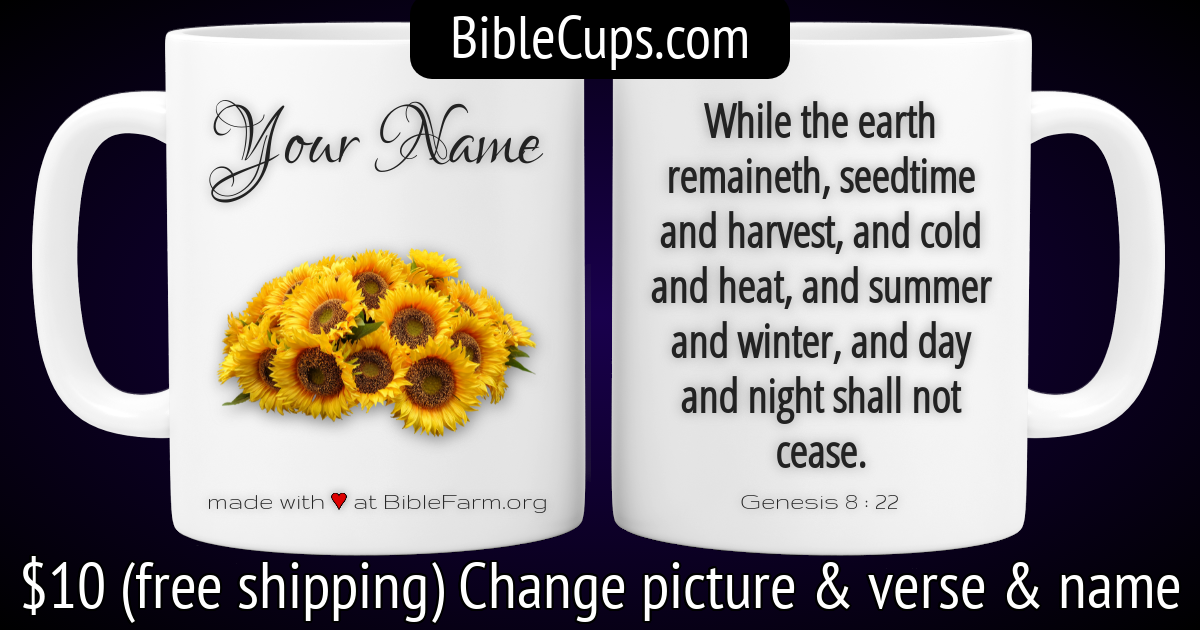 BibleCups.com
Your Name
made with ♥ at BibleFarm.org
While the earth
remaineth, seedtime
and harvest, and cold
and heat, and summer
and winter, and day
and night shall not
cease.
Genesis 8 : 22
$10 (free shipping) Change picture & verse & name